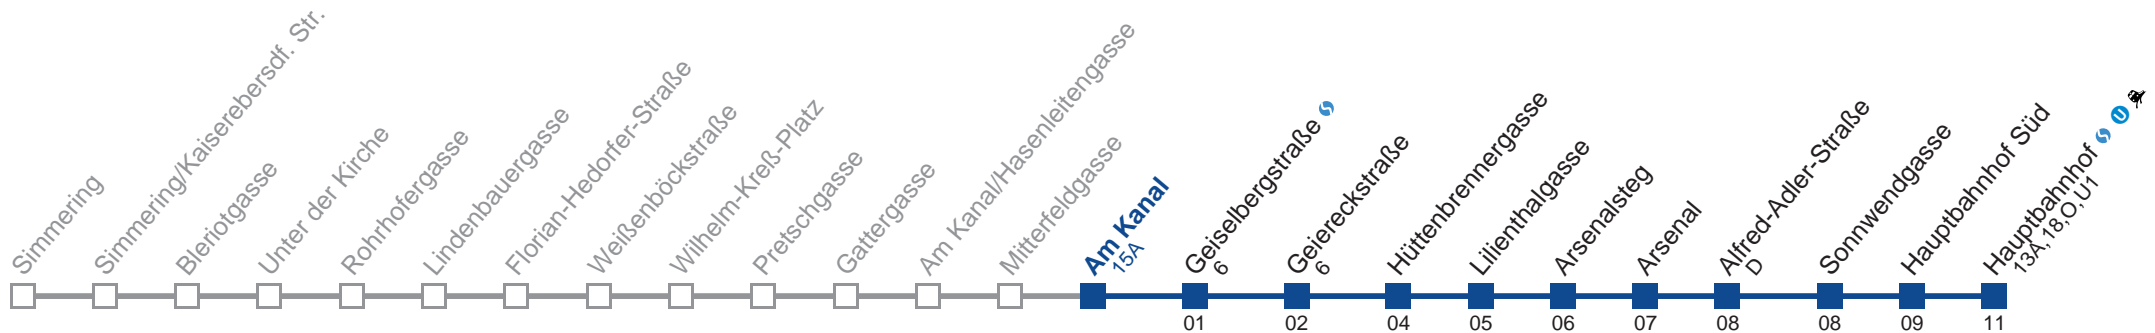 Simmering
Simmering/Kaiserebersdf. Str.
Bleriotgasse
Unter der Kirche
Rohrhofergasse
Lindenbauergasse
Florian-Hedorfer-Straße
Weißenböckstraße
Wilhelm-Kreß-Platz
Pretschgasse
Gattergasse
Am Kanal/Hasenleitengasse
Mitterfeldgasse
Am Kanal
15A
Geiselbergstraße S
6
01
Geiereckstraße
6
02
Hüttenbrennergasse
04
Lilienthalgasse
05
Arsenalsteg
06
Arsenal
07
Alfred-Adler-Straße
D
08
Sonnwendgasse
08
Hauptbahnhof Süd
09
Hauptbahnhof S U
13A,18,O,U1
11